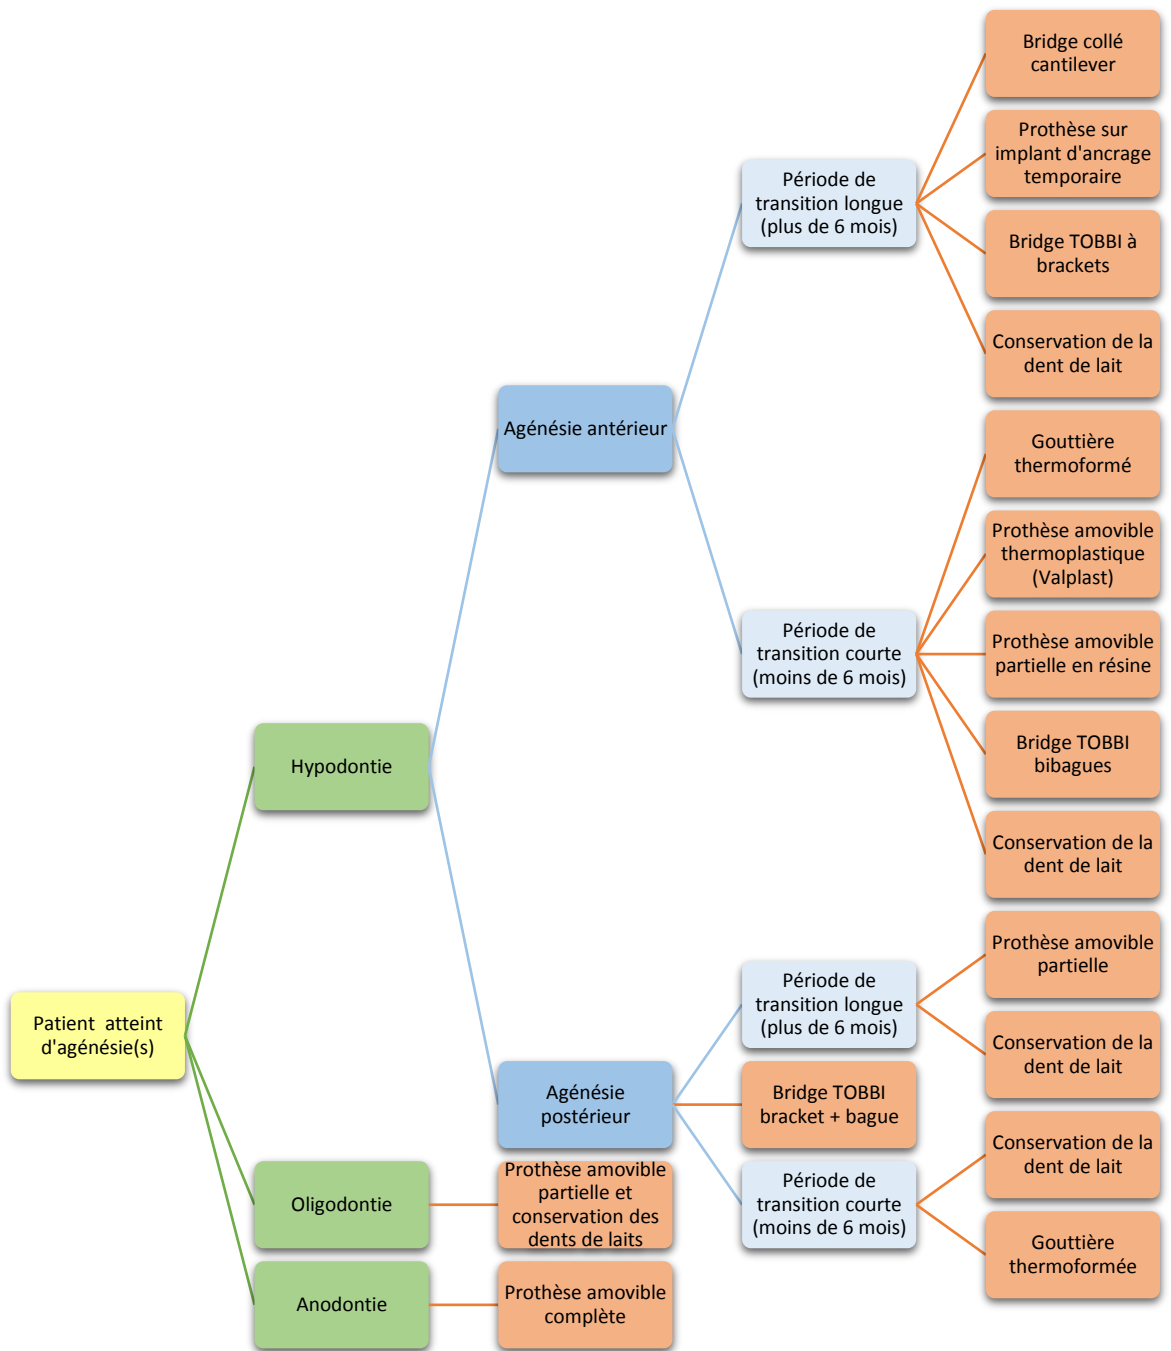 Bridge collé
cantilever
Prothèse sur
implant d'ancrage
temporaire
Période de
transition longue
(plus de 6 mois)
Bridge TOBBI à
brackets
Conservation de la
dent de lait
Agénésie antérieur
Gouttière
thermoformé
Prothèse amovible
thermoplastique
(Valplast)
Période de
transition courte
(moins de 6 mois)
Prothèse amovible
partielle en résine
Bridge TOBBI
bibagues
Hypodontie
Conservation de la
dent de lait
Prothèse amovible
partielle
Période de
transition longue
(plus de 6 mois)
Patient  atteint
d'agénésie(s)
Conservation de la
dent de lait
Agénésie
postérieur
Bridge TOBBI
bracket + bague
Conservation de la
dent de lait
Oligodontie
Prothèse amovible
partielle et
conservation des
dents de laits
Période de
transition courte
(moins de 6 mois)
Gouttière
thermoformée
Anodontie
Prothèse amovible
complète